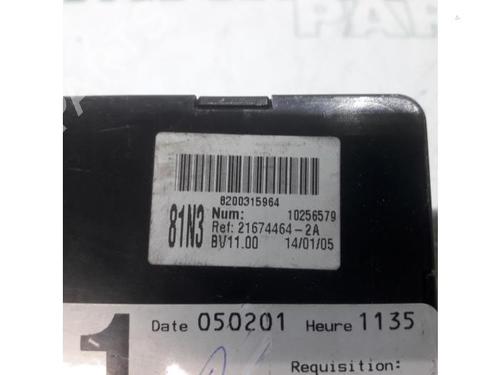 8200315964
81N3 Num: 10256579
Ref: 21674464-2A
BV11.00 14/01/05
1 Date 050201 Heure 1135
Requisition: